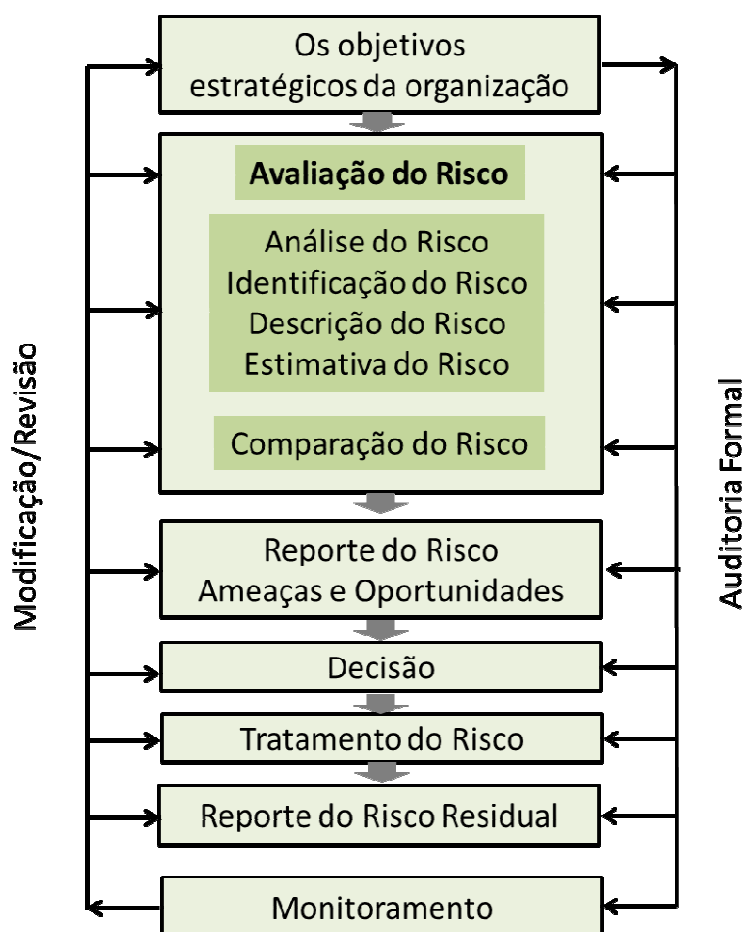 Os objetivos
estratégicos da organização
Avaliação do Risco
Análise do Risco
Identificação do Risco
Descrição do Risco
Estimativa do Risco
Comparação do Risco
Reporte do Risco
Ameaças e Oportunidades
Decisão
Tratamento do Risco
Reporte do Risco Residual
Monitoramento
Modificação/Revisão
Auditoria Formal